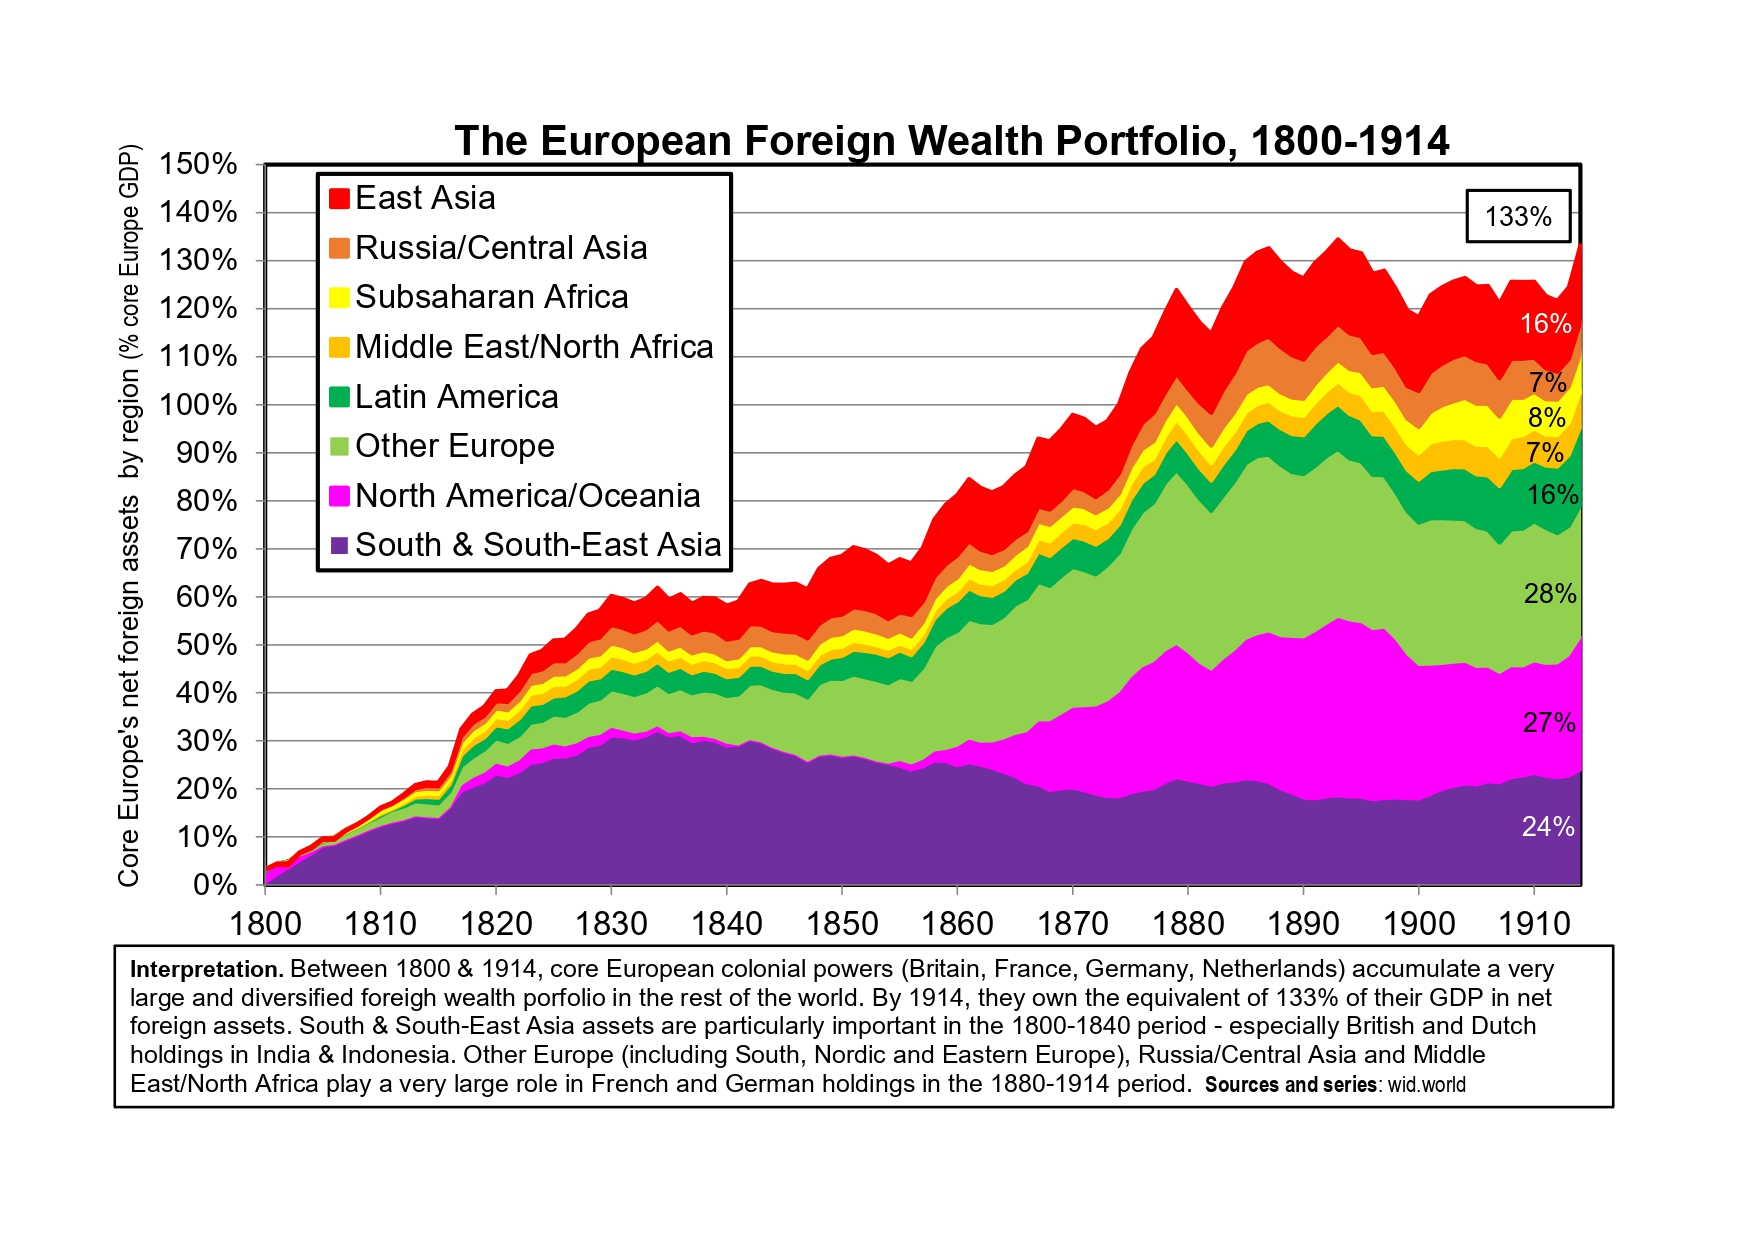 The European Foreign Wealth Portfolio, 1800-1914
Core Europe's net foreign assets by region (% core Europe GDP)
150%
140%
130%
120%
110%
100%
90%
80%
70%
60%
50%
40%
30%
20%
10%
0%
East Asia
Russia/Central Asia
Subsaharan Africa
Middle East/North Africa
Latin America
Other Europe
North America/Oceania
South & South-East Asia
133%
16%
7%
8%
7%
16%
28%
27%
24%
1800 1810 1820 1830 1840 1850 1860 1870 1880 1890 1900 1910
Interpretation. Between 1800 & 1914, core European colonial powers (Britain, France, Germany, Netherlands) accumulate a very
large and diversified foreigh wealth porfolio in the rest of the world. By 1914, they own the equivalent of 133% of their GDP in net
foreign assets. South & South-East Asia assets are particularly important in the 1800-1840 period - especially British and Dutch
holdings in India & Indonesia. Other Europe (including South, Nordic and Eastern Europe), Russia/Central Asia and Middle
East/North Africa play a very large role in French and German holdings in the 1880-1914 period. Sources and series: wid.world